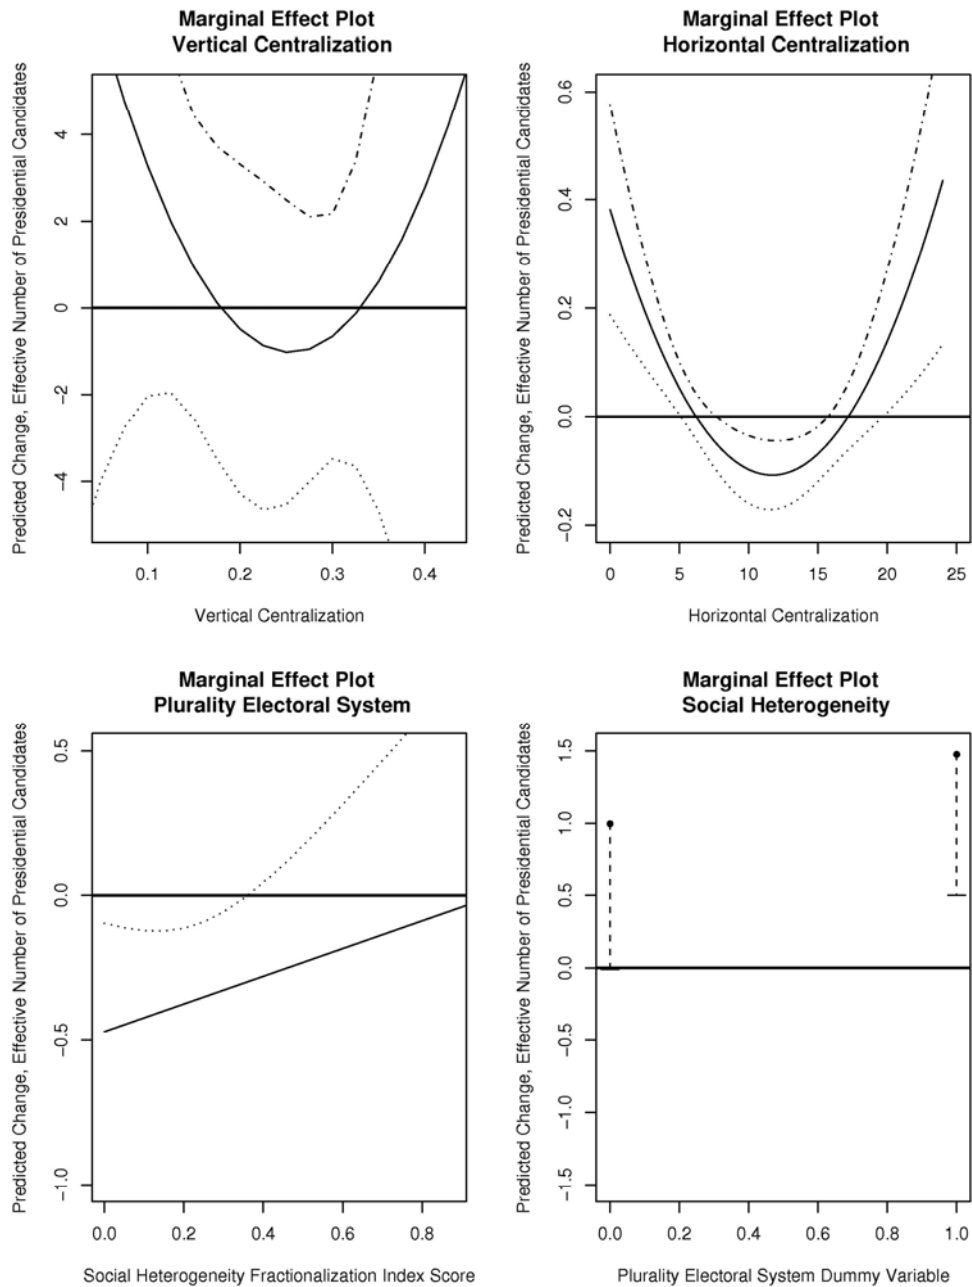 Marginal Effect Plot
Vertical Centralization
Predicted Change, Effective Number of Presidential Candidates
4
2
0
−2
−4
0.1 0.2 0.3 0.4
Vertical Centralization
Marginal Effect Plot
Horizontal Centralization
Predicted Change, Effective Number of Presidential Candidates
0.6
0.4
0.2
0.0
−0.2
0 5 10 15 20 25
Horizontal Centralization
Marginal Effect Plot
Plurality Electoral System
Predicted Change, Effective Number of Presidential Candidates
0.5
0.0
−0.5
−1.0
0.0 0.2 0.4 0.6 0.8
Social Heterogeneity Fractionalization Index Score
Marginal Effect Plot
Social Heterogeneity
Predicted Change, Effective Number of Presidential Candidates
1.5
1.0
0.5
0.0
−0.5
−1.0
−1.5
0.0 0.2 0.4 0.6 0.8 1.0
Plurality Electoral System Dummy Variable